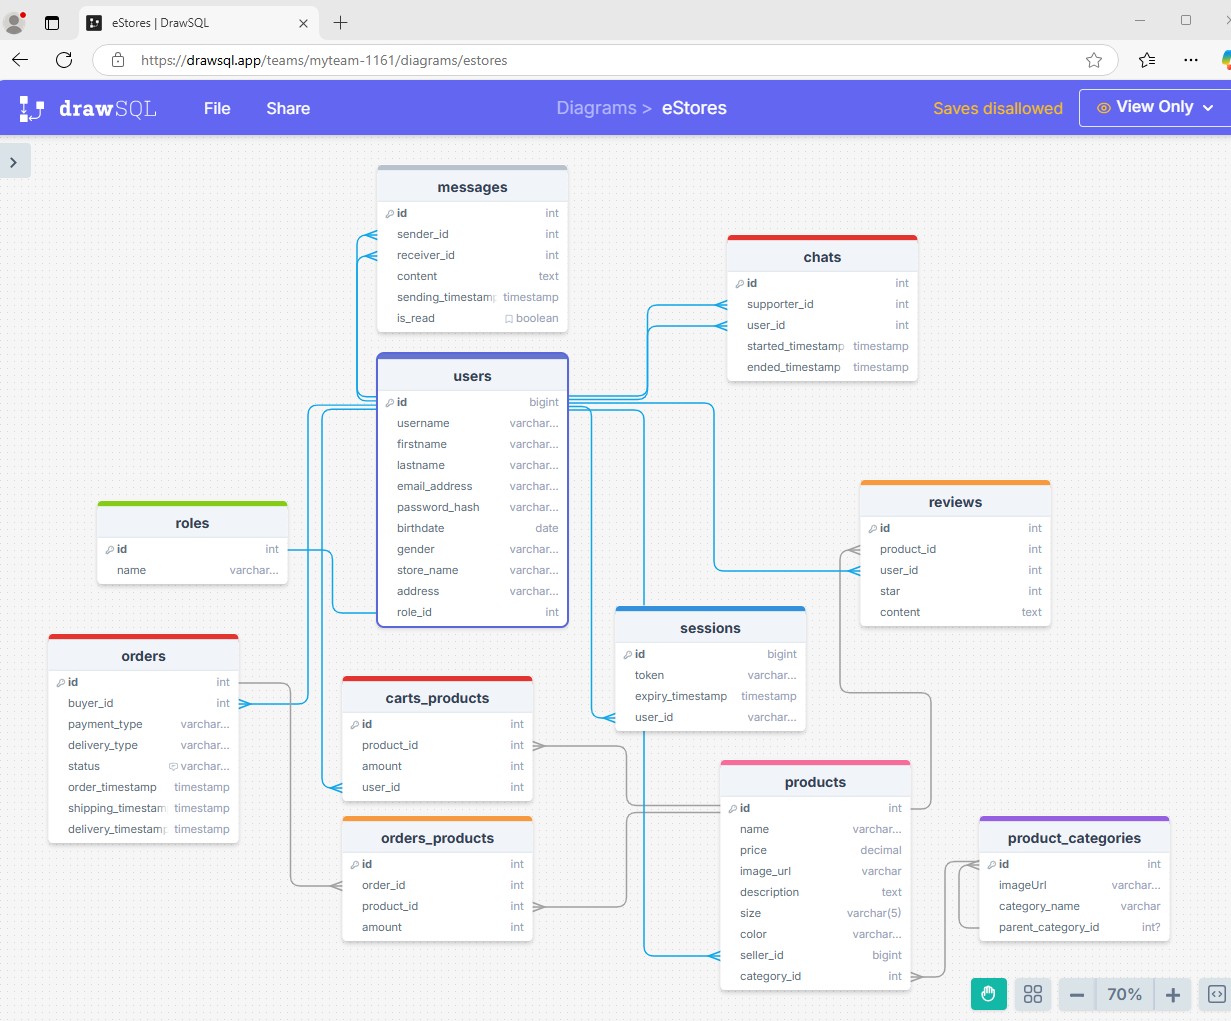 eStores | DrawSQL
https://drawsql.app/teams/myteam-1161/diagrams/estores
drawSQL File Share Diagrams > eStores Saves disallowed View Only
messages
id int
sender_id int
receiver_id int
content text
sending_timestam timestamp
is_read boolean
chats
id int
supporter_id int
user_id int
started_timestamp timestamp
ended_timestamp timestamp
users
id bigint
username varchar...
firstname varchar...
lastname varchar...
email_address varchar...
password_hash varchar...
birthdate date
gender varchar...
store_name varchar...
address varchar...
role_id int
roles
id int
name varchar...
reviews
id int
product_id int
user_id int
star int
content text
sessions
id bigint
token varchar...
expiry_timestamp timestamp
user_id varchar...
orders
id int
buyer_id int
payment_type varchar...
delivery_type varchar...
status varchar...
order_timestamp timestamp
shipping_timestam timestamp
delivery_timestam timestamp
carts_products
id int
product_id int
amount int
user_id int
orders_products
id int
order_id int
product_id int
amount int
products
id int
name varchar...
price decimal
image_url varchar
description text
size varchar(5)
color varchar...
seller_id bigint
category_id int
product_categories
id int
imageUrl varchar...
category_name varchar
parent_category_id int?
70%